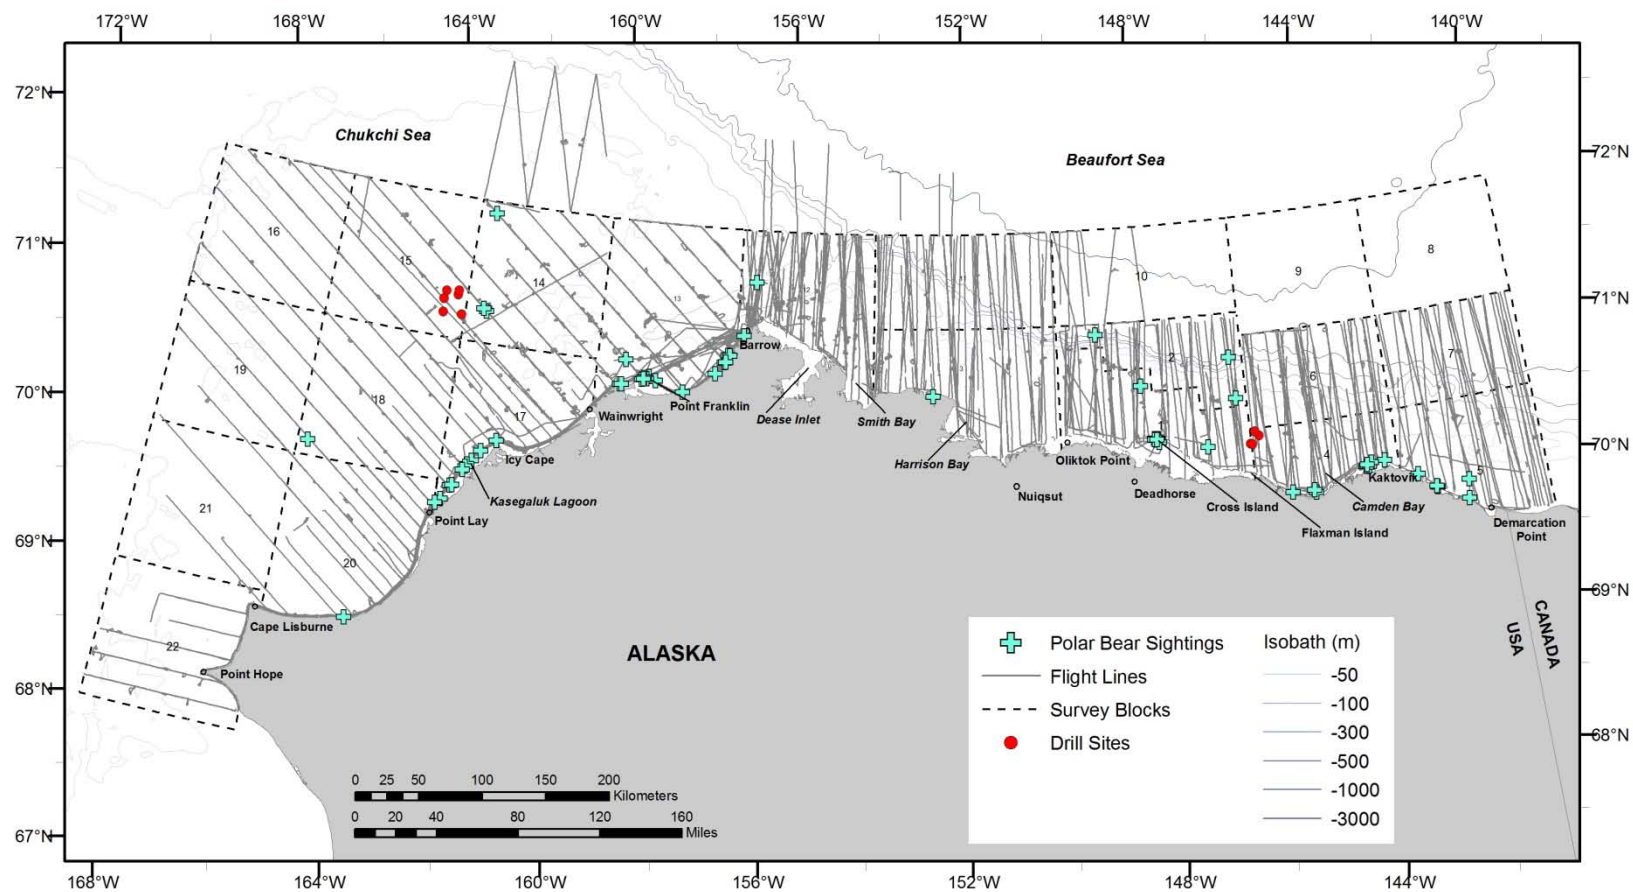 172°W 168°W 164°W 160°W 156°W 152°W 148°W 144°W 140°W
72°N
Chukchi Sea
Beaufort Sea
72°N
16
8
71°N
15
14
10
9
71°N
13
12
Barrow
2
7
19
6
70°N
18
17
Wainwright
Point Franklin
Dease Inlet
Smith Bay
70°N
Icy Cape
Harrison Bay
Oliktok Point
4
Kaktovik
5
Kasegaluk Lagoon
Nuiqsut
Deadhorse
Cross Island
Camden Bay
21
Point Lay
Flaxman Island
Demarcation
Point
69°N
20
69°N
Cape Lisburne
22
ALASKA
USA
CANADA
Point Hope
68°N
68°N
Polar Bear Sightings
Flight Lines
Survey Blocks
Drill Sites
Isobath (m)
-50
-100
-300
-500
-1000
-3000
0 25 50 100 150 200
Kilometers
0 20 40 80 120 160
Miles
67°N
168°W 164°W 160°W 156°W 152°W 148°W 144°W